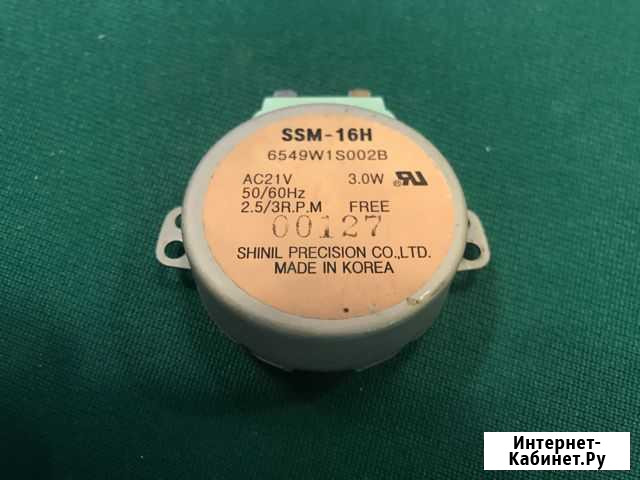 SSM-16H
6549W1S002B
AC21V 3.0W
50/60Hz
2.5/3R.P.M FREE
00127
SHINIL PRECISION CO.,LTD.
MADE IN KOREA
Интернет-
Кабинет.Ру